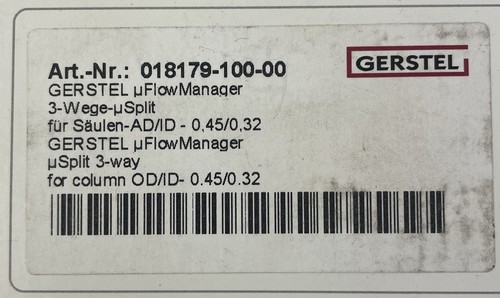 Art.-Nr.: 018179-100-00
GERSTEL
GERSTEL µFlowManager
3-Wege-µSplit
für Säulen-AD/ID - 0,45/0,32
GERSTEL µFlowManager
µSplit 3-way
for column OD/ID- 0.45/0.32